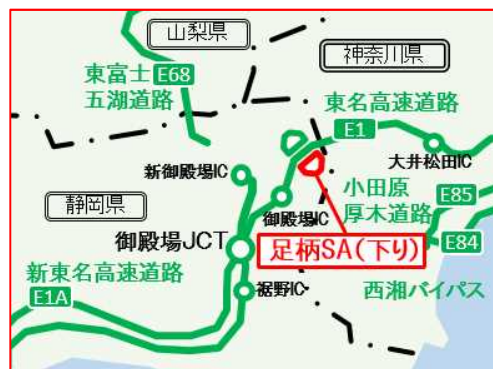 山梨県
神奈川県
東富士
五湖道路
E68
東名高速道路
E1
大井松田IC
新御殿場IC
小田原
厚木道路
E85
静岡県
御殿場IC
御殿場JCT
足柄SA(下り)
E84
新東名高速道路
E1A
裾野IC
西湘バイパス